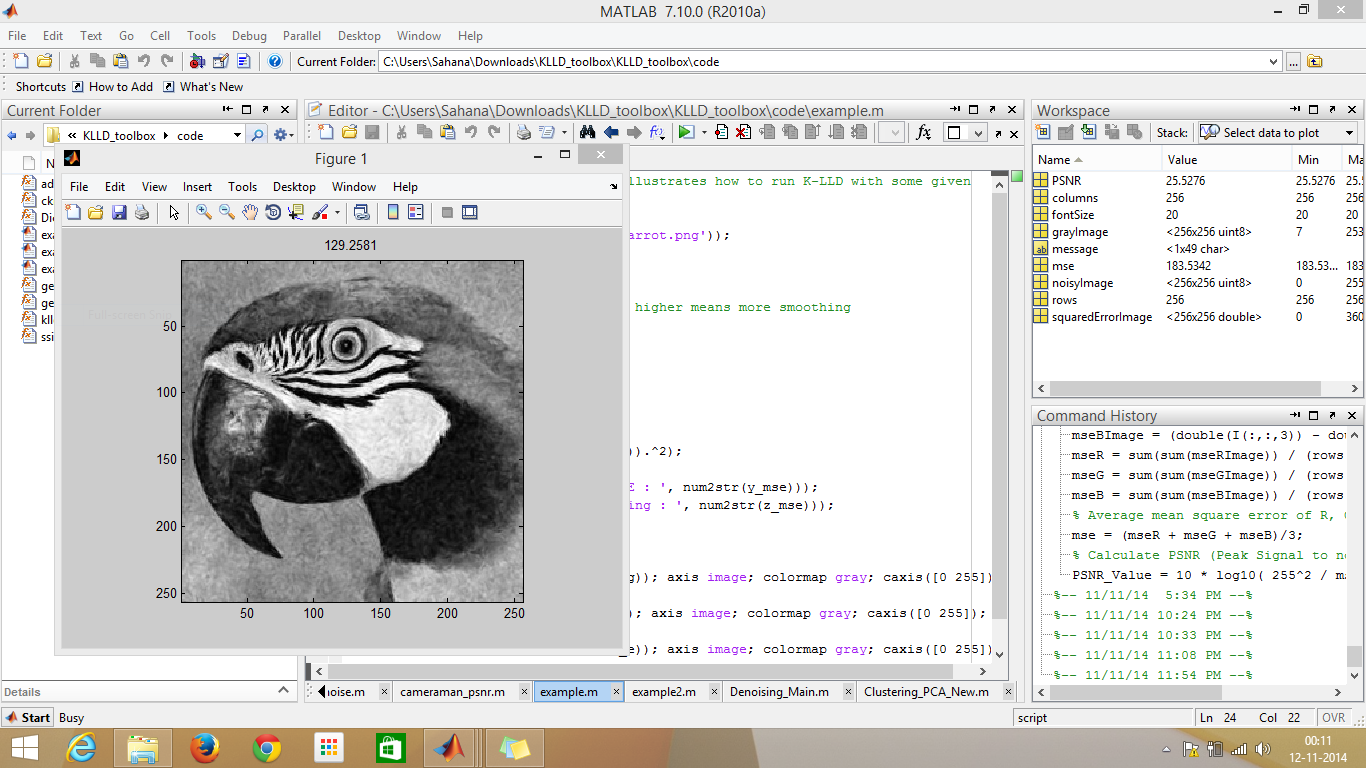 MATLAB 7.10.0 (R2010a)
File Edit Text Go Cell Tools Debug Parallel Desktop Window Help
Current Folder: C:\Users\Sahana\Downloads\KLLD_toolbox\KLLD_toolbox\code
Shortcuts How to Add What's New
Current Folder
« KLLD_toolbox code
N
ad
ck
Dic
exa
exa
exa
ge
ge
kll
ssi
Details
Editor - C:\Users\Sahana\Downloads\KLLD_toolbox\KLLD_toolbox\code\example.m
Figure 1
File Edit View Insert Tools Desktop Window Help
129.2581
50
100
150
200
250
50 100 150 200 250
llustrates how to run K-LLD with some given
arrot.png'));
higher means more smoothing
)).^2);
E : ', num2str(y_mse)));
ing : ', num2str(z_mse)));
g)); axis image; colormap gray; caxis([0 255])
); axis image; colormap gray; caxis([0 255]);
e)); axis image; colormap gray; caxis([0 255])
oise.m cameraman_psnr.m example.m example2.m Denoising_Main.m Clustering_PCA_New.m
Workspace
Stack: Select data to plot
Name Value Min Ma
PSNR 25.5276 25.5276 25.5
columns 256 256 256
fontSize 20 20 20
grayImage <256x256 uint8> 7 253
message <1x49 char>
mse 183.5342 183.53... 183
noisyImage <256x256 uint8> 0 255
rows 256 256 256
squaredErrorImage <256x256 double> 0 360
Command History
mseBImage = (double(I(:,:,3)) - dou
mseR = sum(sum(mseRImage)) / (rows
mseG = sum(sum(mseGImage)) / (rows
mseB = sum(sum(mseBImage)) / (rows
% Average mean square error of R, G
mse = (mseR + mseG + mseB)/3;
% Calculate PSNR (Peak Signal to no
PSNR_Value = 10 * log10( 255^2 / m
%-- 11/11/14 5:34 PM --%
%-- 11/11/14 10:24 PM --%
%-- 11/11/14 10:33 PM --%
%-- 11/11/14 11:08 PM --%
%-- 11/11/14 11:54 PM --%
Start Busy
script Ln 24 Col 22 OVR
00:11
12-11-2014